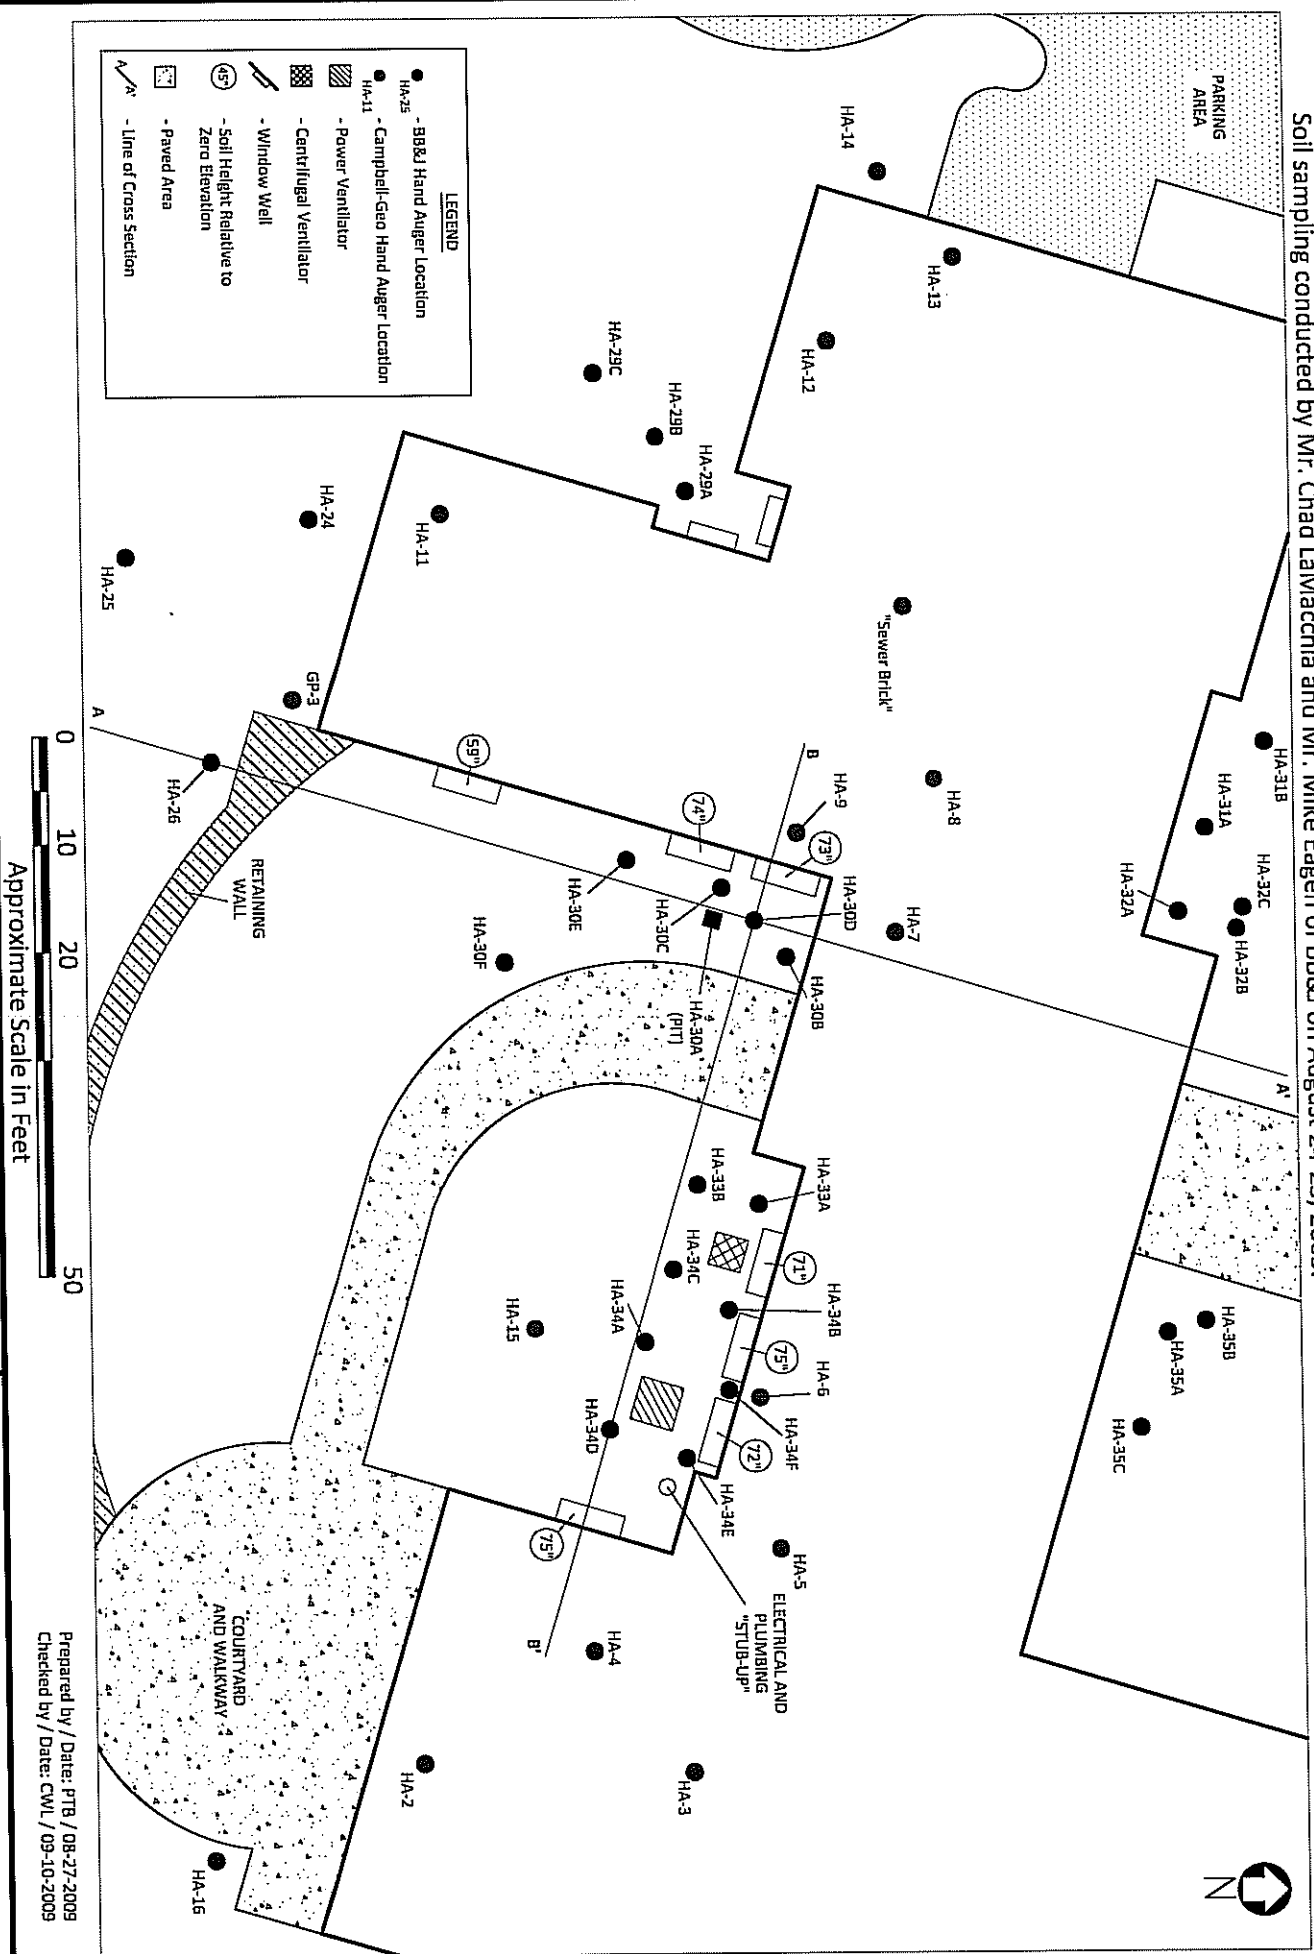 Soil sampling conducted by Mr. Chad LaMacchia and Mr. Mike Eagen of BB&J on August 24-25, 2009.
PARKING
AREA
HA-14
HA-13
HA-12
HA-29C
HA-29B
HA-29A
HA-11
HA-24
HA-25
GP-3
HA-26
"Sewer Brick"
HA-8
HA-9
HA-7
HA-31B
HA-31A
HA-32C
HA-32A
HA-32B
A
A'
B
B'
59"
74"
73"
HA-30D
HA-30C
HA-30E
HA-30F
HA-30B
HA-30A
(PIT)
RETAINING
WALL
HA-33A
HA-33B
HA-34C
71"
HA-34B
HA-34A
75"
HA-6
HA-15
HA-34F
72"
HA-34D
HA-34E
75"
ELECTRICAL AND
PLUMBING
"STUB-UP"
HA-5
HA-4
HA-3
HA-2
HA-16
HA-35B
HA-35A
HA-35C
COURTYARD
AND WALKWAY
LEGEND
HA-25 - BB&J Hand Auger Location
HA-11 - Campbell-Geo Hand Auger Location
- Power Ventilator
- Centrifugal Ventilator
- Window Well
45" - Soil Height Relative to
Zero Elevation
- Paved Area
A A' - Line of Cross Section
0 10 20 50
Approximate Scale in Feet
N
Prepared by / Date: PTB / 08-27-2009
Checked by / Date: CWL / 09-10-2009